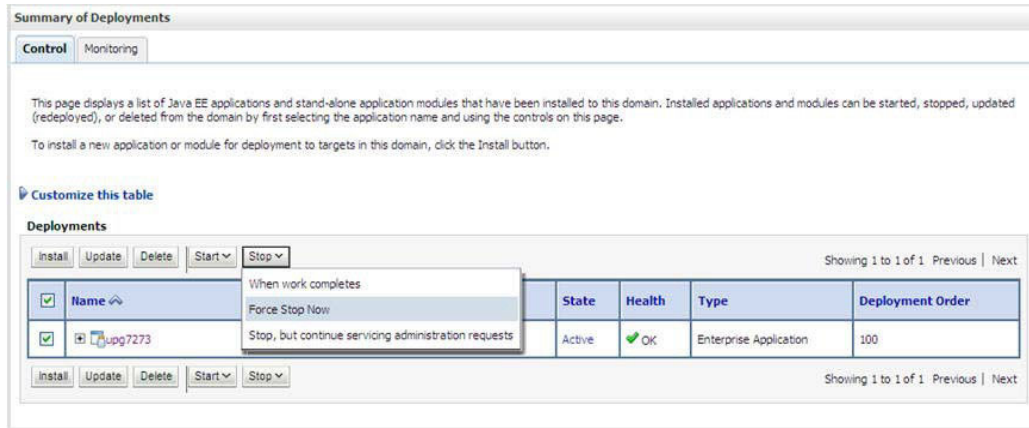 Summary of Deployments
Control Monitoring
This page displays a list of Java EE applications and stand-alone application modules that have been installed to this domain. Installed applications and modules can be started, stopped, updated
(redeployed), or deleted from the domain by first selecting the application name and using the controls on this page.
To install a new application or module for deployment to targets in this domain, click the Install button.
Customize this table
Deployments
Install Update Delete Start Stop Showing 1 to 1 of 1 Previous | Next
When work completes
Force Stop Now
Stop, but continue servicing administration requests
Name State Health Type Deployment Order
upg7273 Active OK Enterprise Application 100
Install Update Delete Start Stop Showing 1 to 1 of 1 Previous | Next